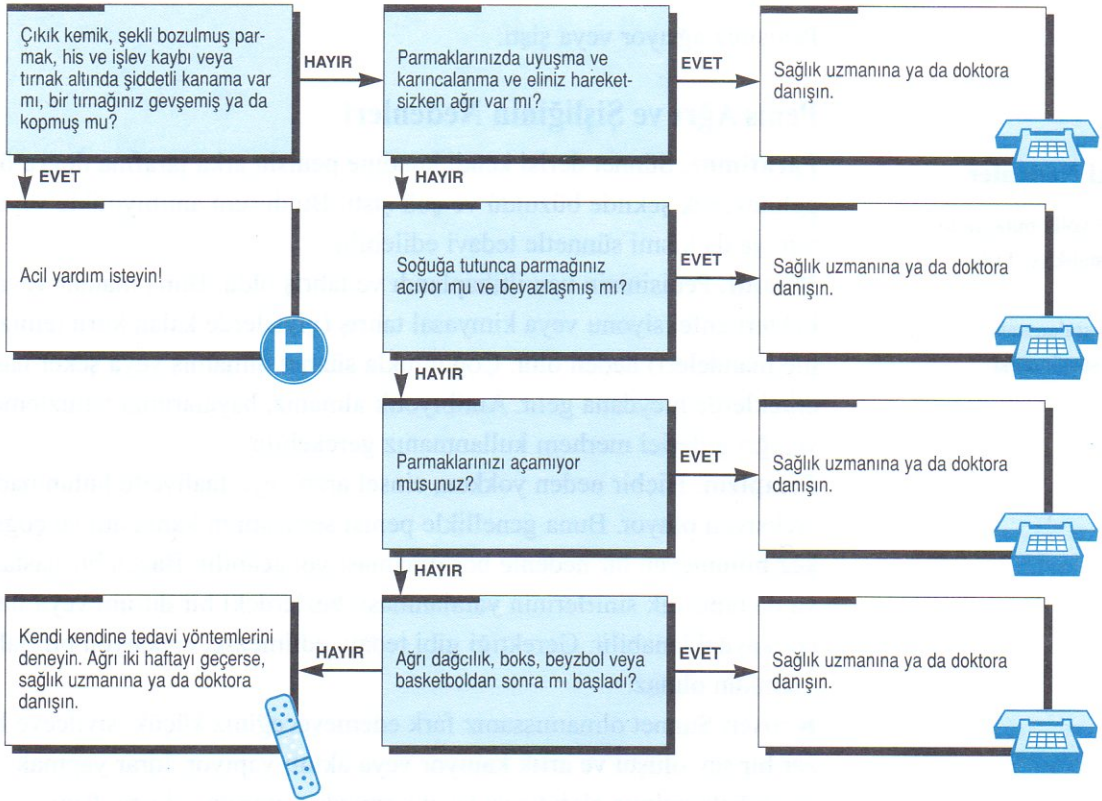 Çıkık kemik, şekli bozulmuş par-
mak, his ve işlev kaybı veya
tırnak altında şiddetli kanama var
mı, bir tırnağınız gevşemiş ya da
kopmuş mu?
HAYIR
Parmaklarınızda uyuşma ve
karıncalanma ve eliniz hareket-
sizken ağrı var mı?
EVET
Sağlık uzmanına ya da doktora
danışın.
EVET
HAYIR
Acil yardım isteyin!
H
Soğuğa tutunca parmağınız
acıyor mu ve beyazlaşmış mı?
EVET
Sağlık uzmanına ya da doktora
danışın.
HAYIR
Parmaklarınızı açamıyor
musunuz?
EVET
Sağlık uzmanına ya da doktora
danışın.
HAYIR
Kendi kendine tedavi yöntemlerini
deneyin. Ağrı iki haftayı geçerse,
sağlık uzmanına ya da doktora
danışın.
HAYIR
Ağrı dağcılık, boks, beyzbol veya
basketboldan sonra mı başladı?
EVET
Sağlık uzmanına ya da doktora
danışın.